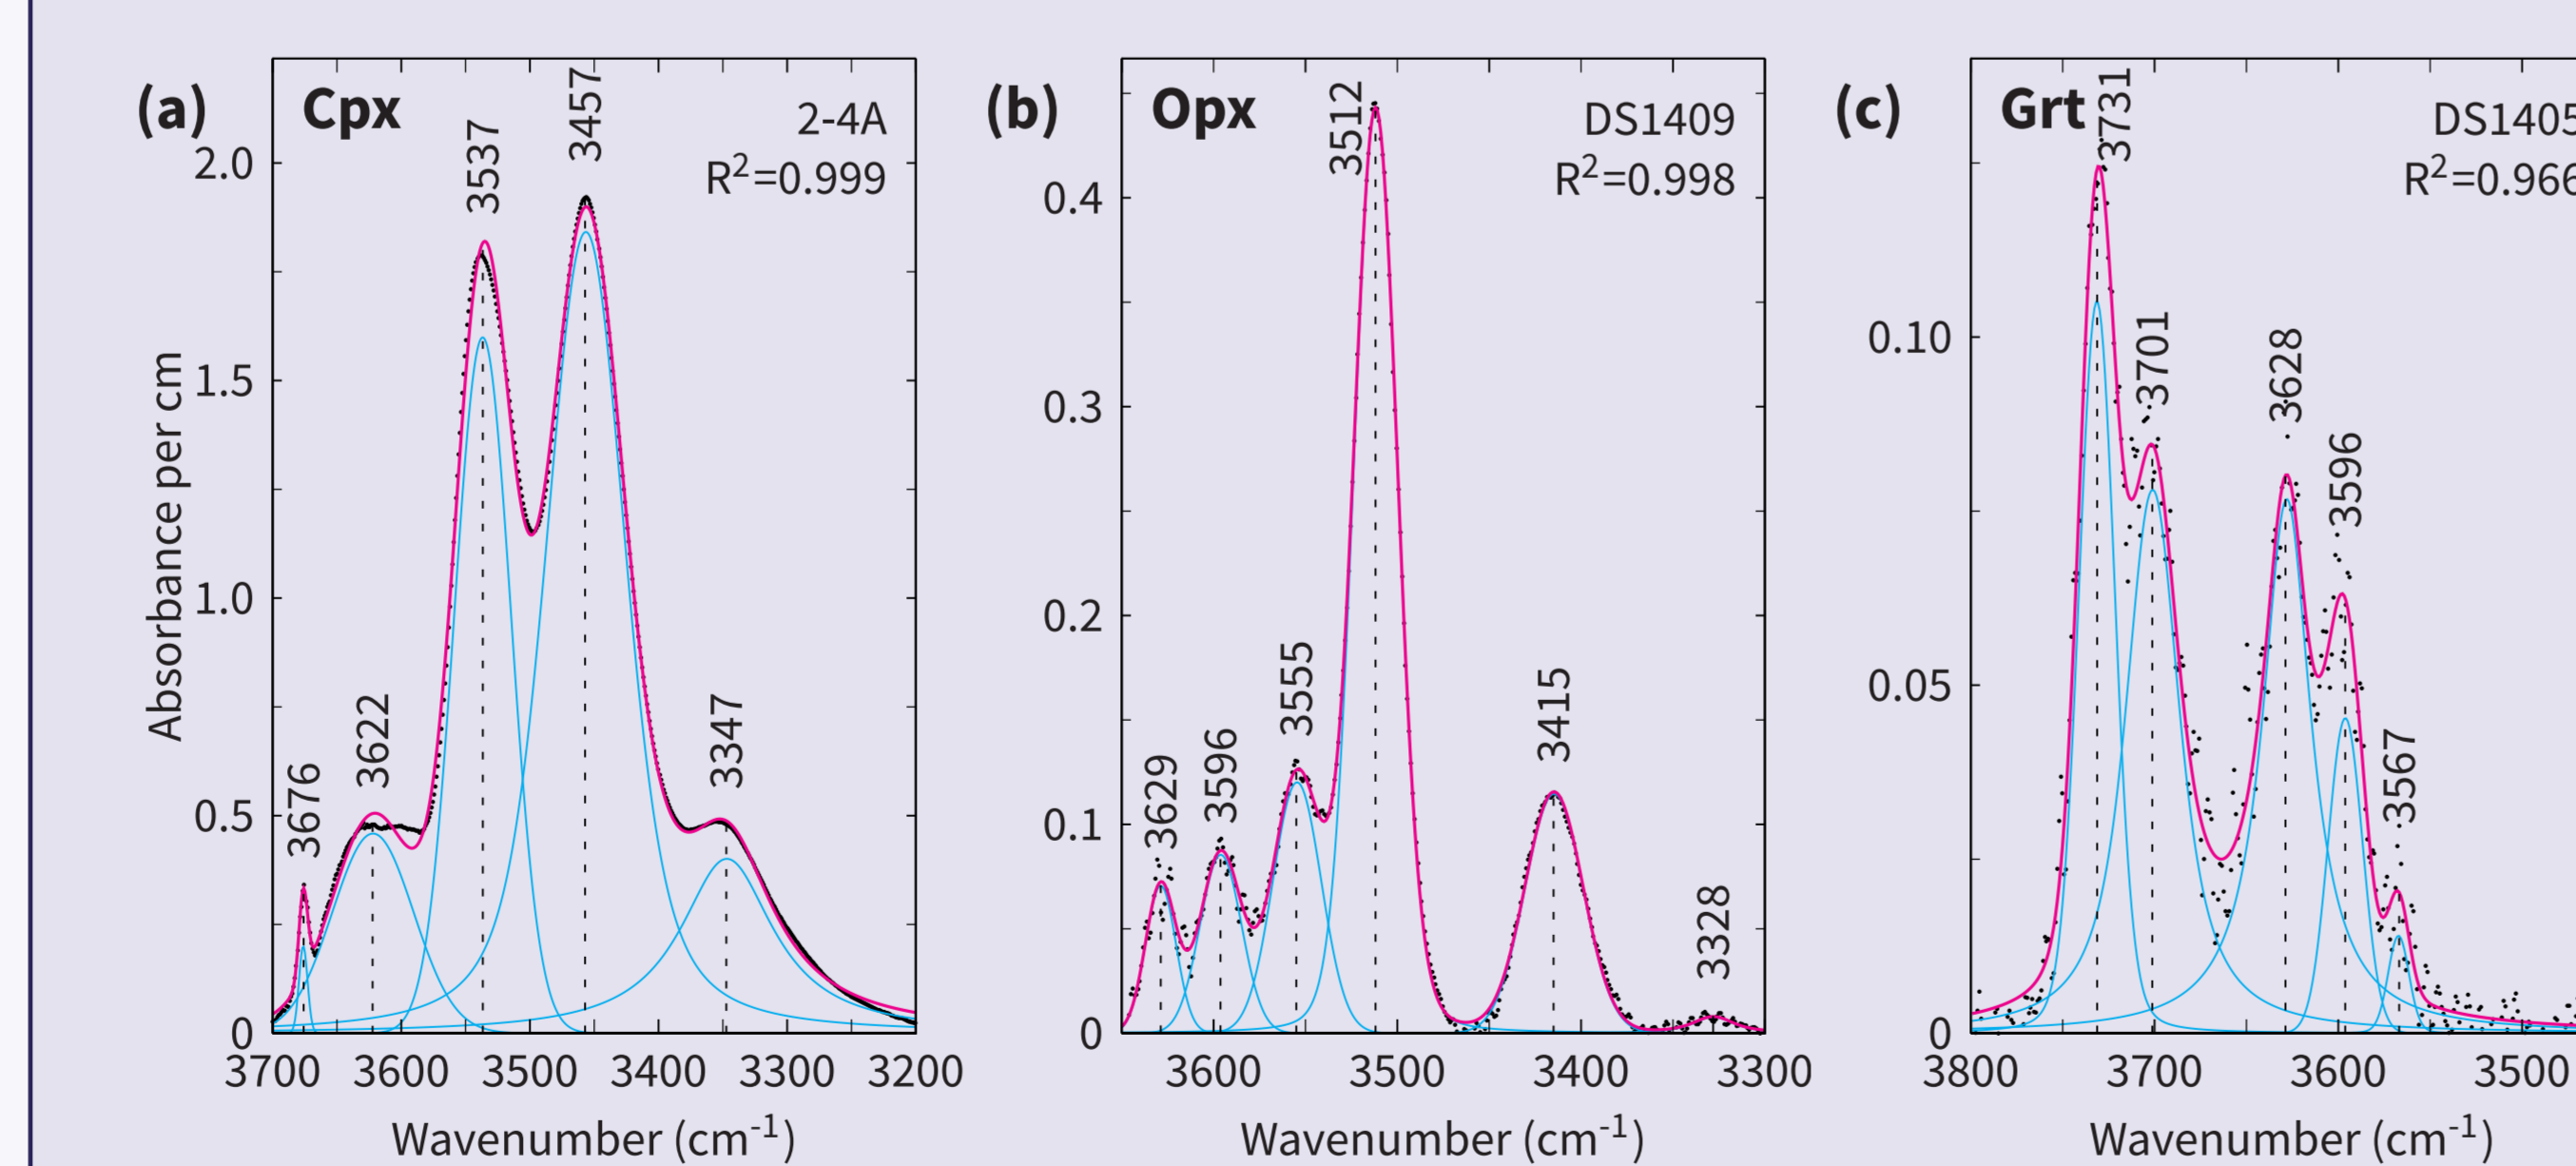 (a)
Cpx
2-4A
R²=0.999
3676
3622
3537
3457
3347
Absorbance per cm
2.0
1.5
1.0
0.5
0
3700 3600 3500 3400 3300 3200
Wavenumber (cm⁻¹)
(b)
Opx
DS1409
R²=0.998
3629
3596
3555
3512
3415
3328
0.4
0.3
0.2
0.1
0
3600 3500 3400 3300
Wavenumber (cm⁻¹)
(c)
Grt
DS1405
R²=0.966
3731
3701
3628
3596
3567
0.10
0.05
0
3800 3700 3600 3500
Wavenumber (cm⁻¹)